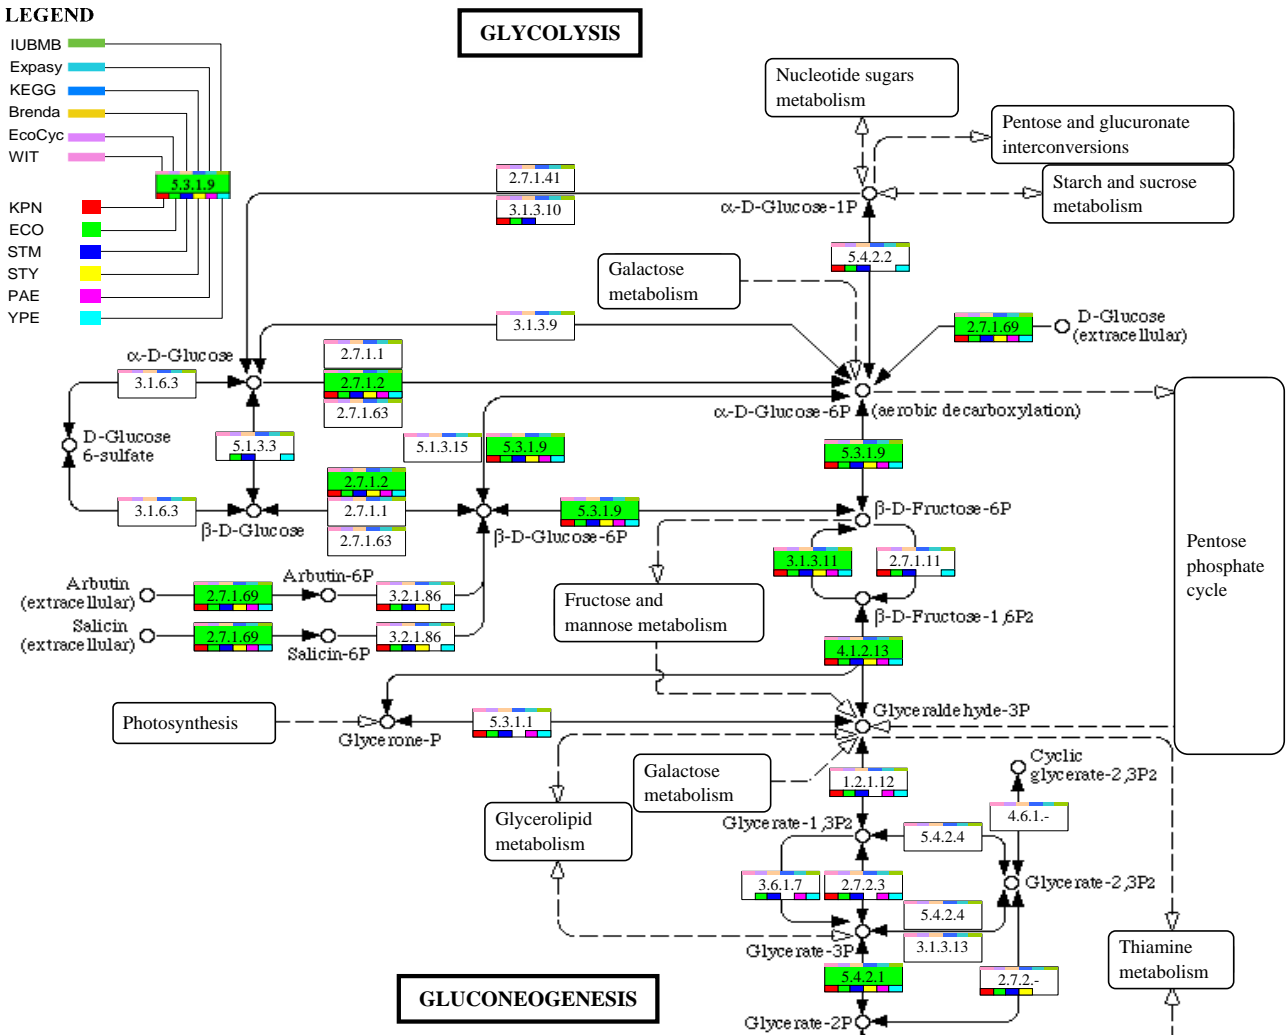 LEGEND
IUBMB
Expasy
KEGG
Brenda
EcoCyc
WIT
5.3.1.9
KPN
ECO
STM
STY
PAE
YPE
GLYCOLYSIS
Nucleotide sugars
metabolism
Pentose and glucuronate
interconversions
Starch and sucrose
metabolism
2.7.1.41
3.1.3.10
α-D-Glucose-1P
5.4.2.2
Galactose
metabolism
3.1.3.9
2.7.1.69
D-Glucose
(extracellular)
α-D-Glucose
2.7.1.1
2.7.1.2
2.7.1.63
3.1.6.3
α-D-Glucose-6P
(aerobic decarboxylation)
D-Glucose
6-sulfate
5.1.3.3
5.1.3.15
5.3.1.9
5.3.1.9
3.1.6.3
β-D-Glucose
2.7.1.2
2.7.1.1
2.7.1.63
β-D-Glucose-6P
5.3.1.9
β-D-Fructose-6P
Pentose
phosphate
cycle
3.1.3.11
2.7.1.11
Arbutin
(extracellular)
2.7.1.69
Arbutin-6P
3.2.1.86
Salicin
(extracellular)
2.7.1.69
Salicin-6P
3.2.1.86
Fructose and
mannose metabolism
β-D-Fructose-1,6P2
4.1.2.13
Photosynthesis
Glycerone-P
5.3.1.1
Glyceraldehyde-3P
Galactose
metabolism
1.2.1.12
Cyclic
glycerate-2,3P2
Glycerolipid
metabolism
Glycerate-1,3P2
5.4.2.4
4.6.1.-
3.6.1.7
2.7.2.3
Glycerate-2,3P2
5.4.2.4
3.1.3.13
Glycerate-3P
Thiamine
metabolism
5.4.2.1
2.7.2.-
GLUCONEOGENESIS
Glycerate-2P